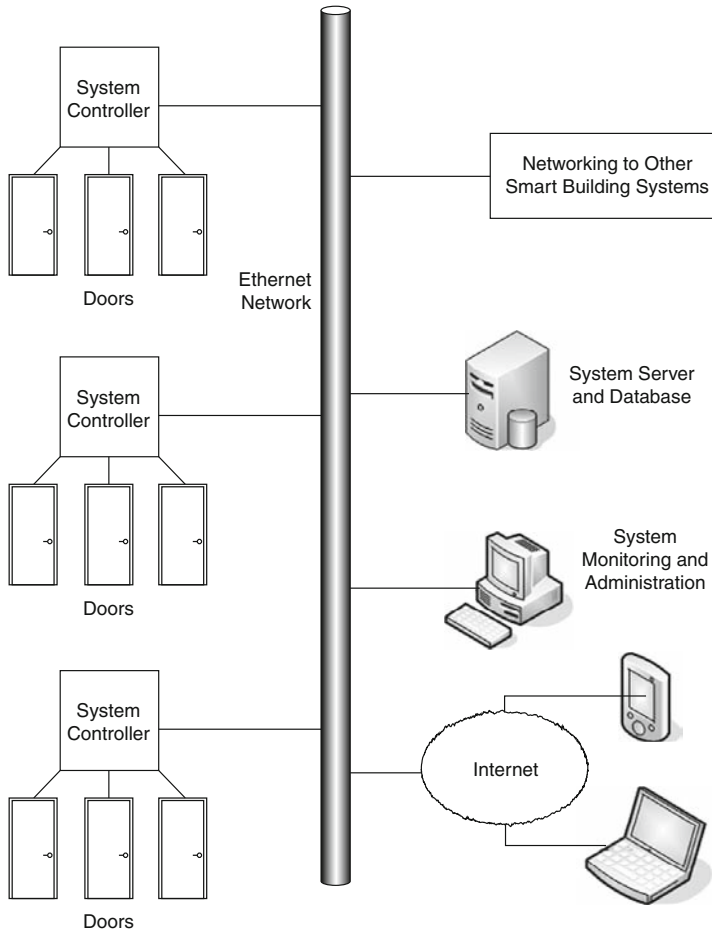 System
Controller
Doors
Ethernet
Network
System
Controller
Doors
System
Controller
Doors
Networking to Other
Smart Building Systems
System Server
and Database
System
Monitoring and
Administration
Internet